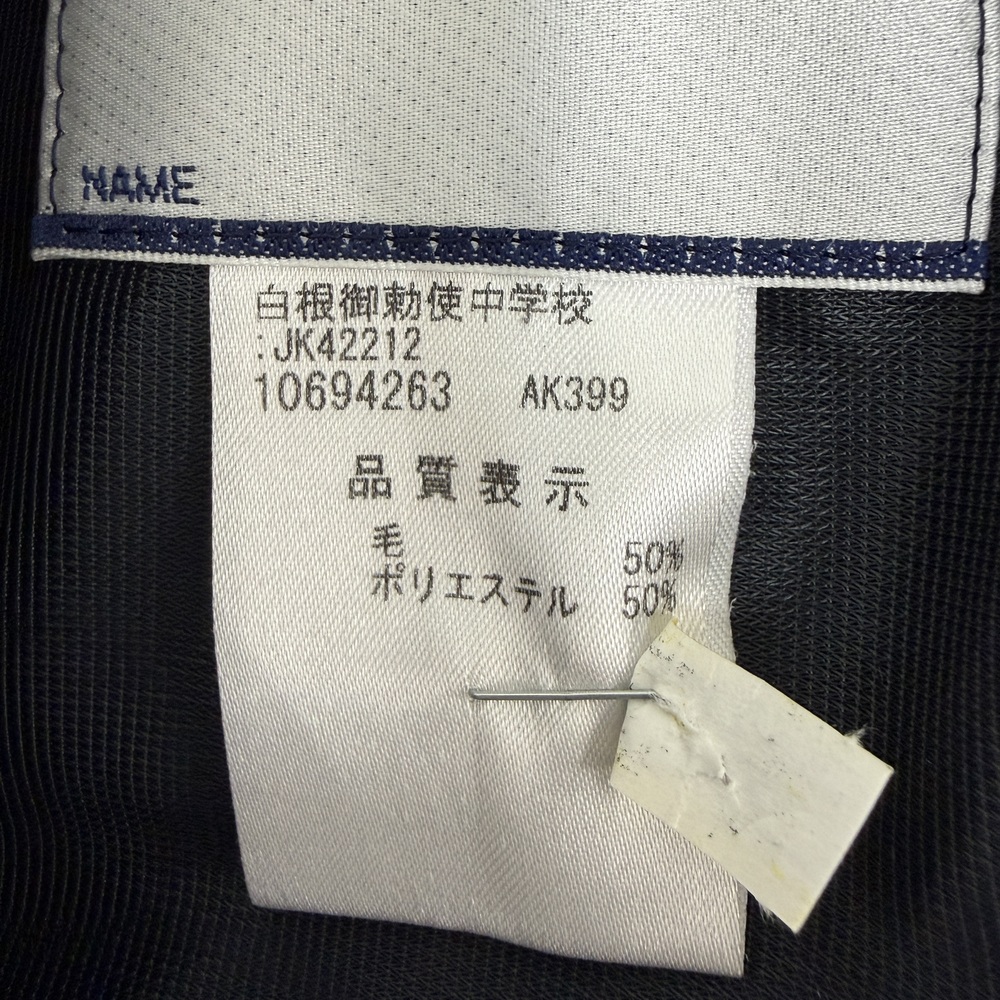 NAME
白根御勅使中学校
:JK42212
10694263 AK399
品質表示
毛 50%
ポリエステル 50%